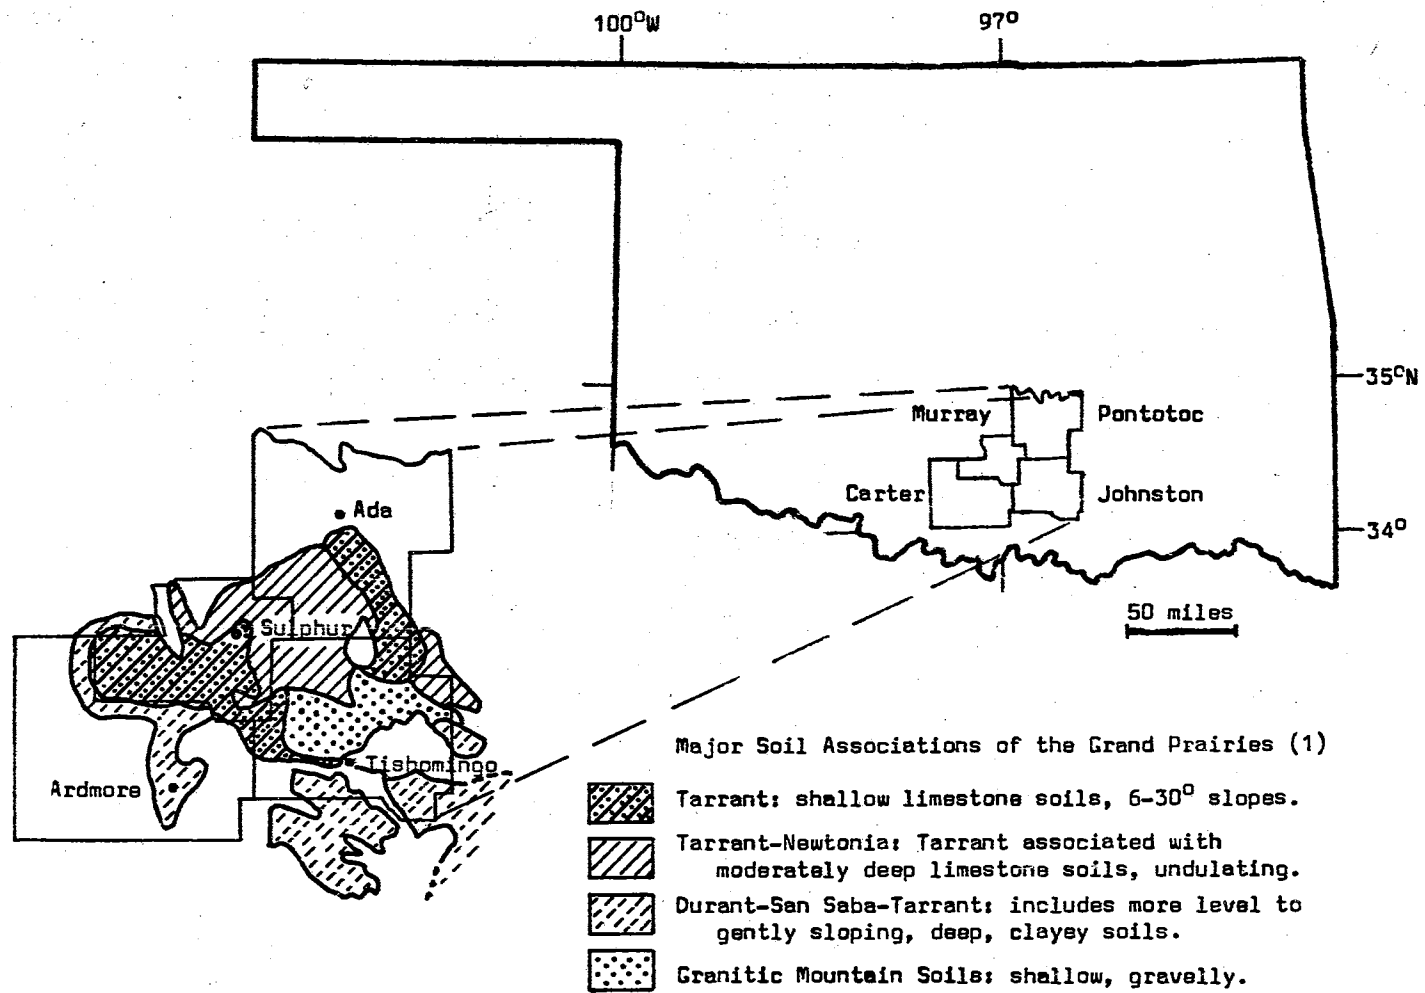 100°W 97°
35°N
Murray Pontotoc
Carter Johnston
34°
Ada
50 miles
Sulphur
Tishomingo
Ardmore
Major Soil Associations of the Grand Prairies (1)
Tarrant: shallow limestone soils, 6-30° slopes.
Tarrant-Newtonia: Tarrant associated with
moderately deep limestone soils, undulating.
Durant-San Saba-Tarrant: includes more level to
gently sloping, deep, clayey soils.
Granitic Mountain Soils: shallow, gravelly.